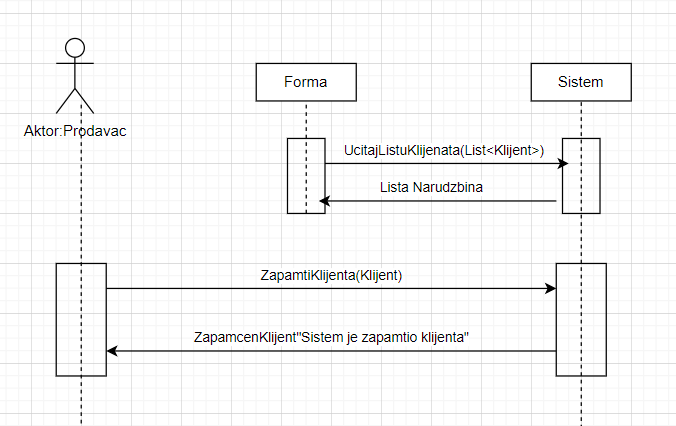 Forma
Sistem
Aktor:Prodavac
UcitajListuKlijenata(List<Klijent>)
Lista Narudzbina
ZapamtiKlijenta(Klijent)
ZapamcenKlijent"Sistem je zapamtio klijenta"